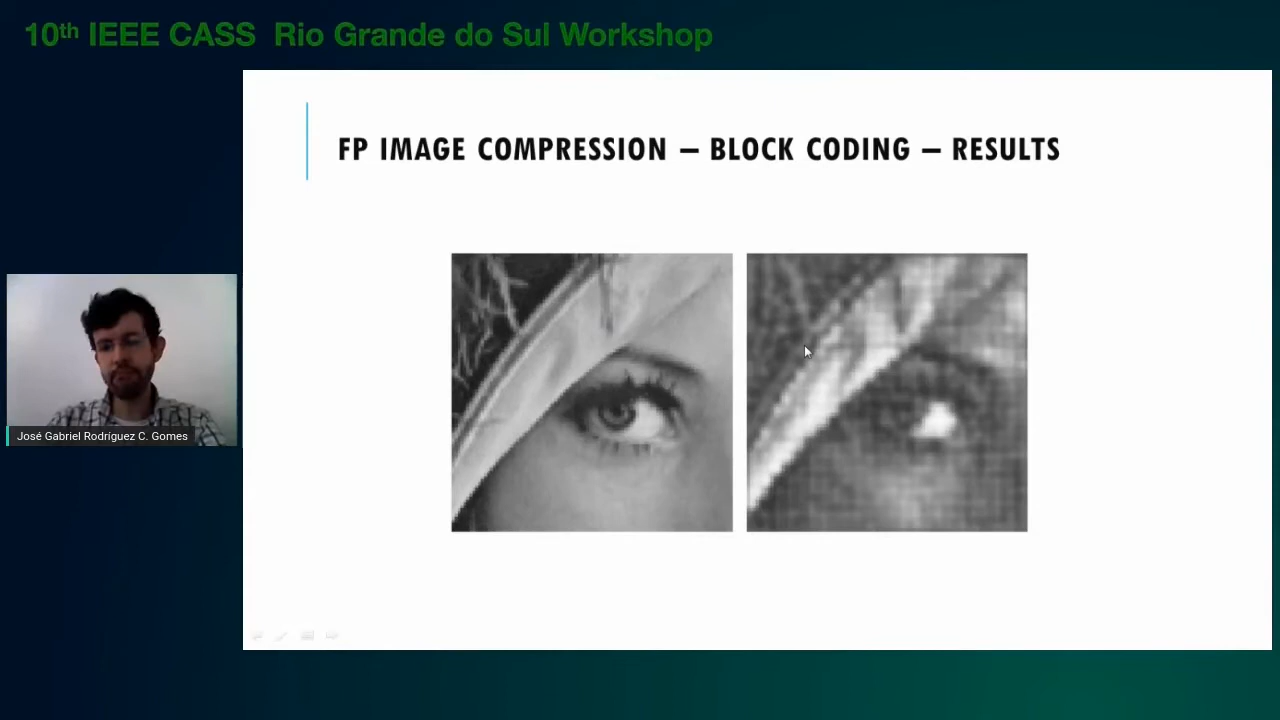 10th IEEE CASS Rio Grande do Sul Workshop
FP IMAGE COMPRESSION – BLOCK CODING – RESULTS
José Gabriel Rodríguez C. Gomes